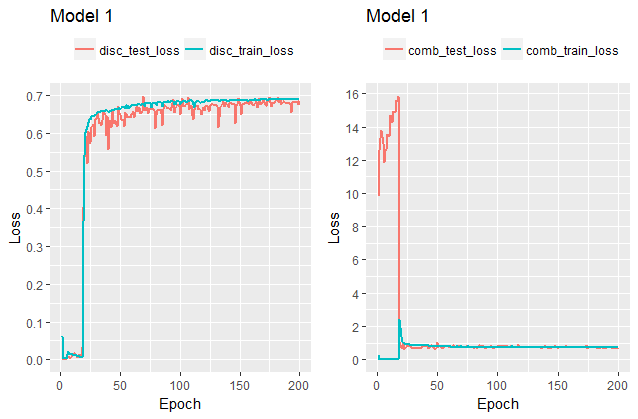 Model 1
disc_test_loss disc_train_loss
0.7
0.6
0.5
0.4
0.3
0.2
0.1
0.0
Loss
0 50 100 150 200
Epoch
Model 1
comb_test_loss comb_train_loss
16
14
12
10
8
6
4
2
0
Loss
0 50 100 150 200
Epoch